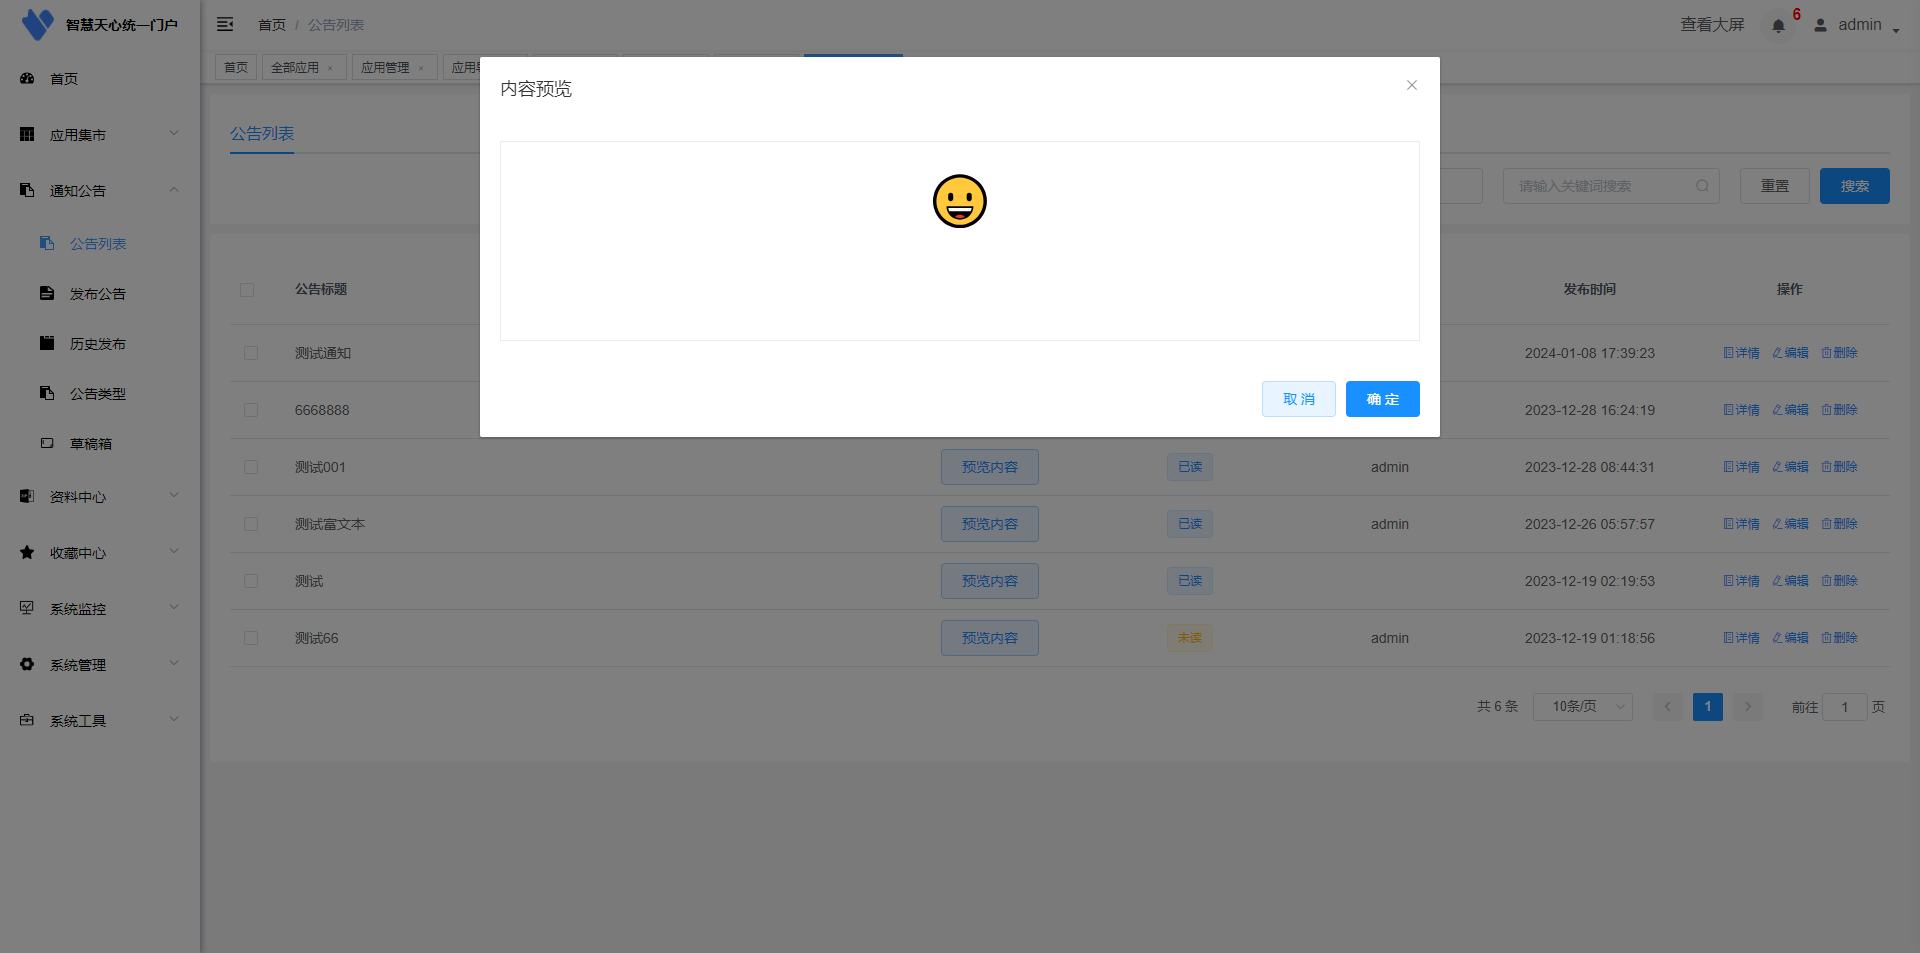 智慧天心统一门户
首页 / 公告列表
查看大屏
6
admin
首页
全部应用 ×
应用管理 ×
首页
应用集市
通知公告
公告列表
发布公告
历史发布
公告类型
草稿箱
资料中心
收藏中心
系统监控
系统管理
系统工具
公告列表
内容预览
取 消
确 定
请输入关键词搜索
重置
搜索
公告标题 发布时间 操作
测试通知 2024-01-08 17:39:23 详情 编辑 删除
6668888 2023-12-28 16:24:19 详情 编辑 删除
测试001 预览内容 已读 admin 2023-12-28 08:44:31 详情 编辑 删除
测试富文本 预览内容 已读 admin 2023-12-26 05:57:57 详情 编辑 删除
测试 预览内容 已读 2023-12-19 02:19:53 详情 编辑 删除
测试66 预览内容 未读 admin 2023-12-19 01:18:56 详情 编辑 删除
共 6 条 10条/页 1 前往 1 页